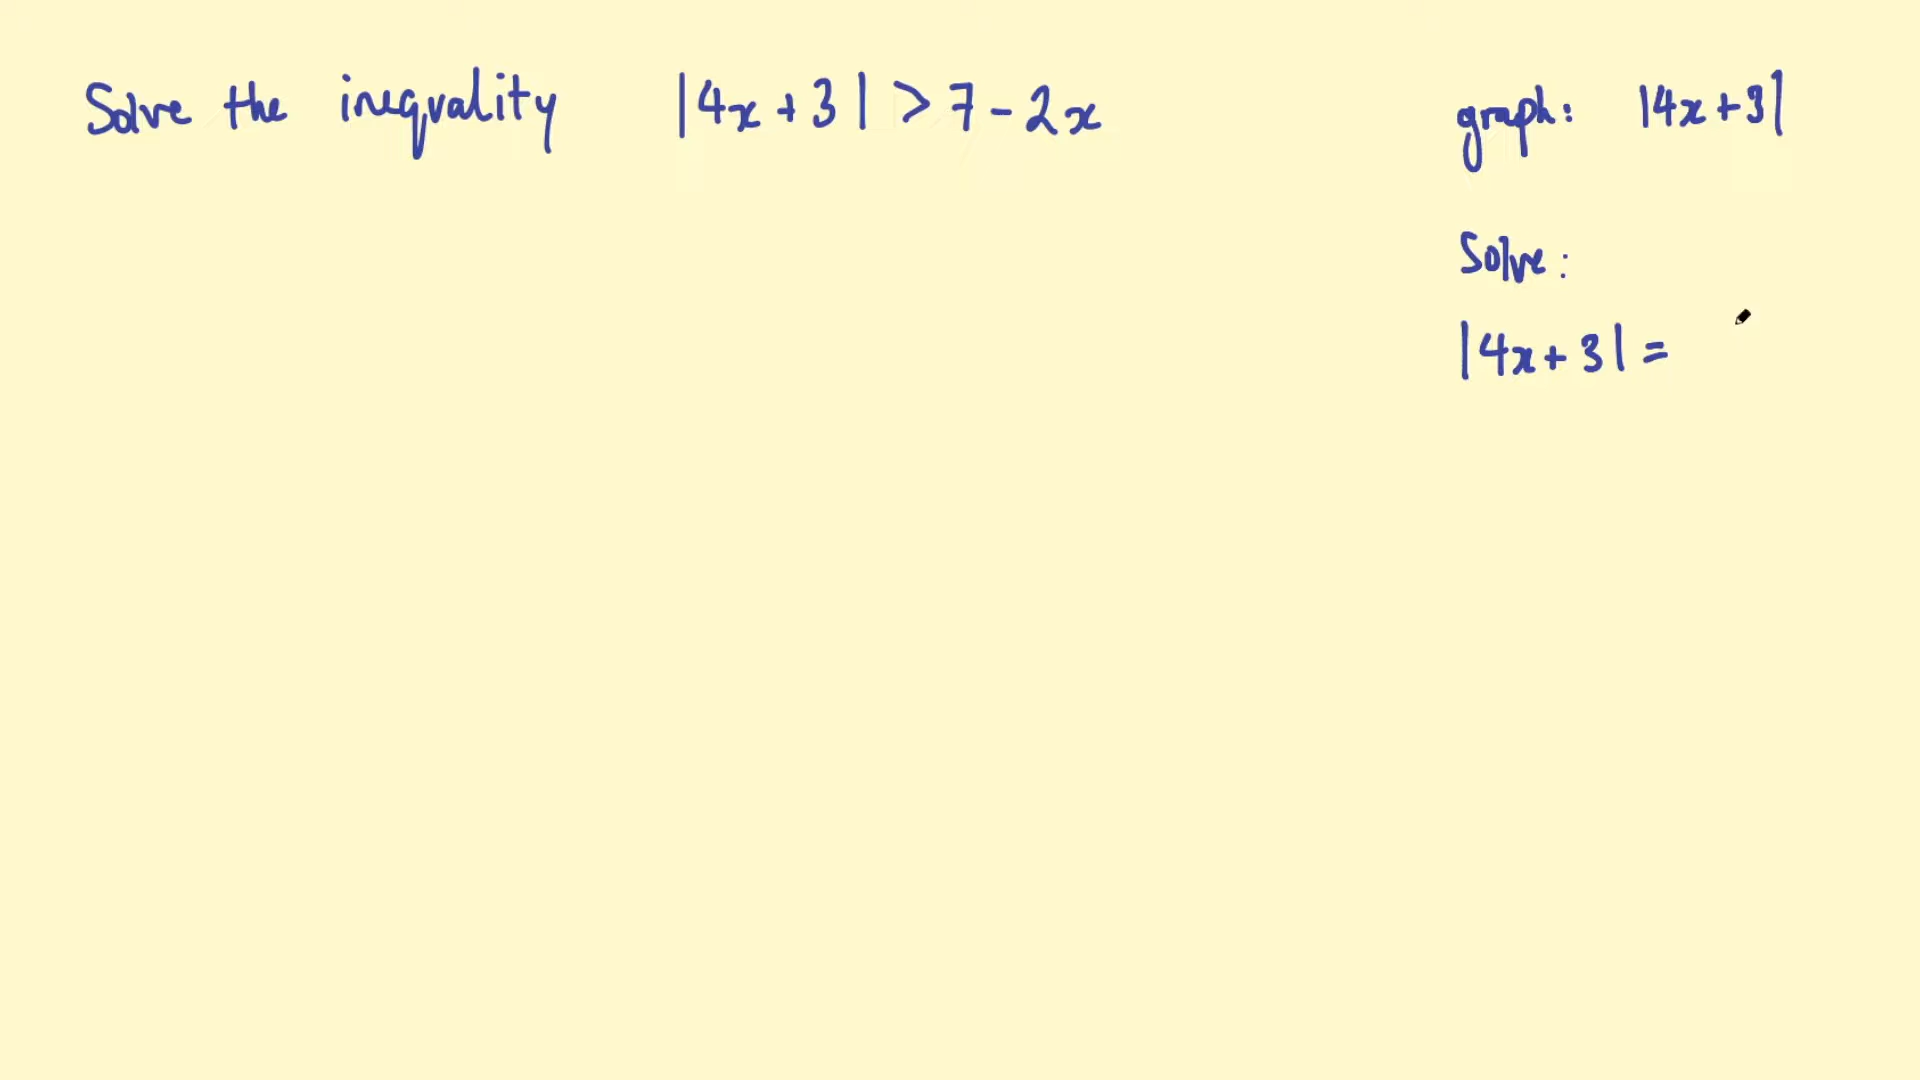 Solve the inequality |4x + 3| > 7 - 2x
graph: |4x + 3|
Solve:
|4x + 3| =